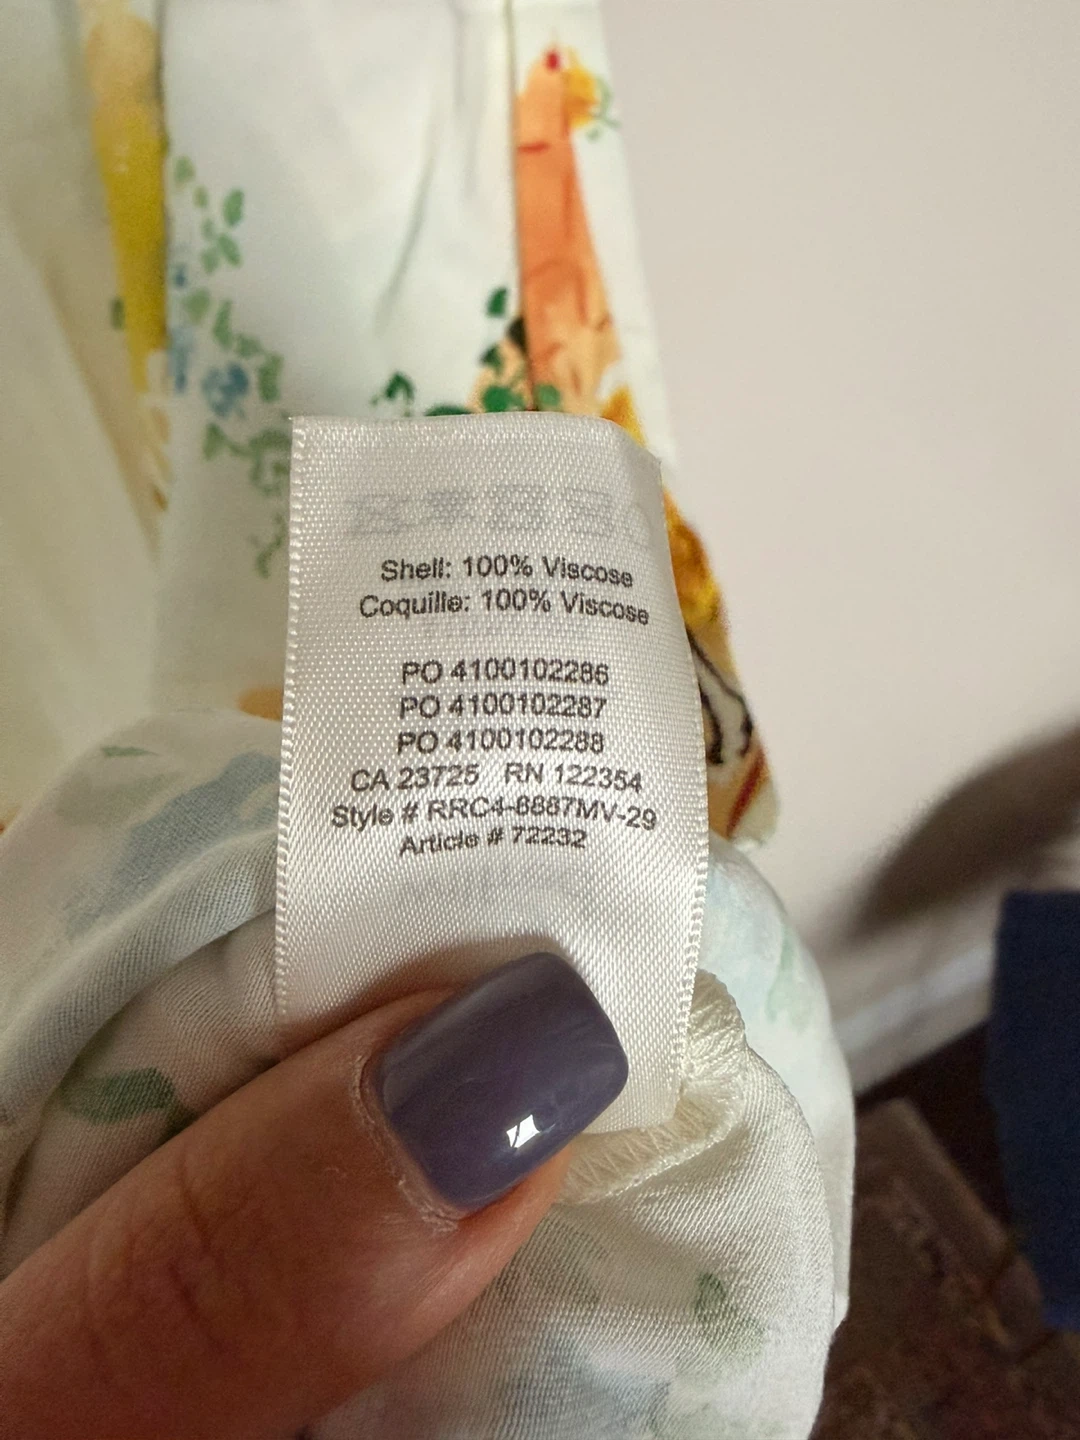 Shell: 100% Viscose
Coquille: 100% Viscose
PO 4100102286
PO 4100102287
PO 4100102288
CA 23725 RN 122354
Style # RRC4-8887MV-29
Article # 72232